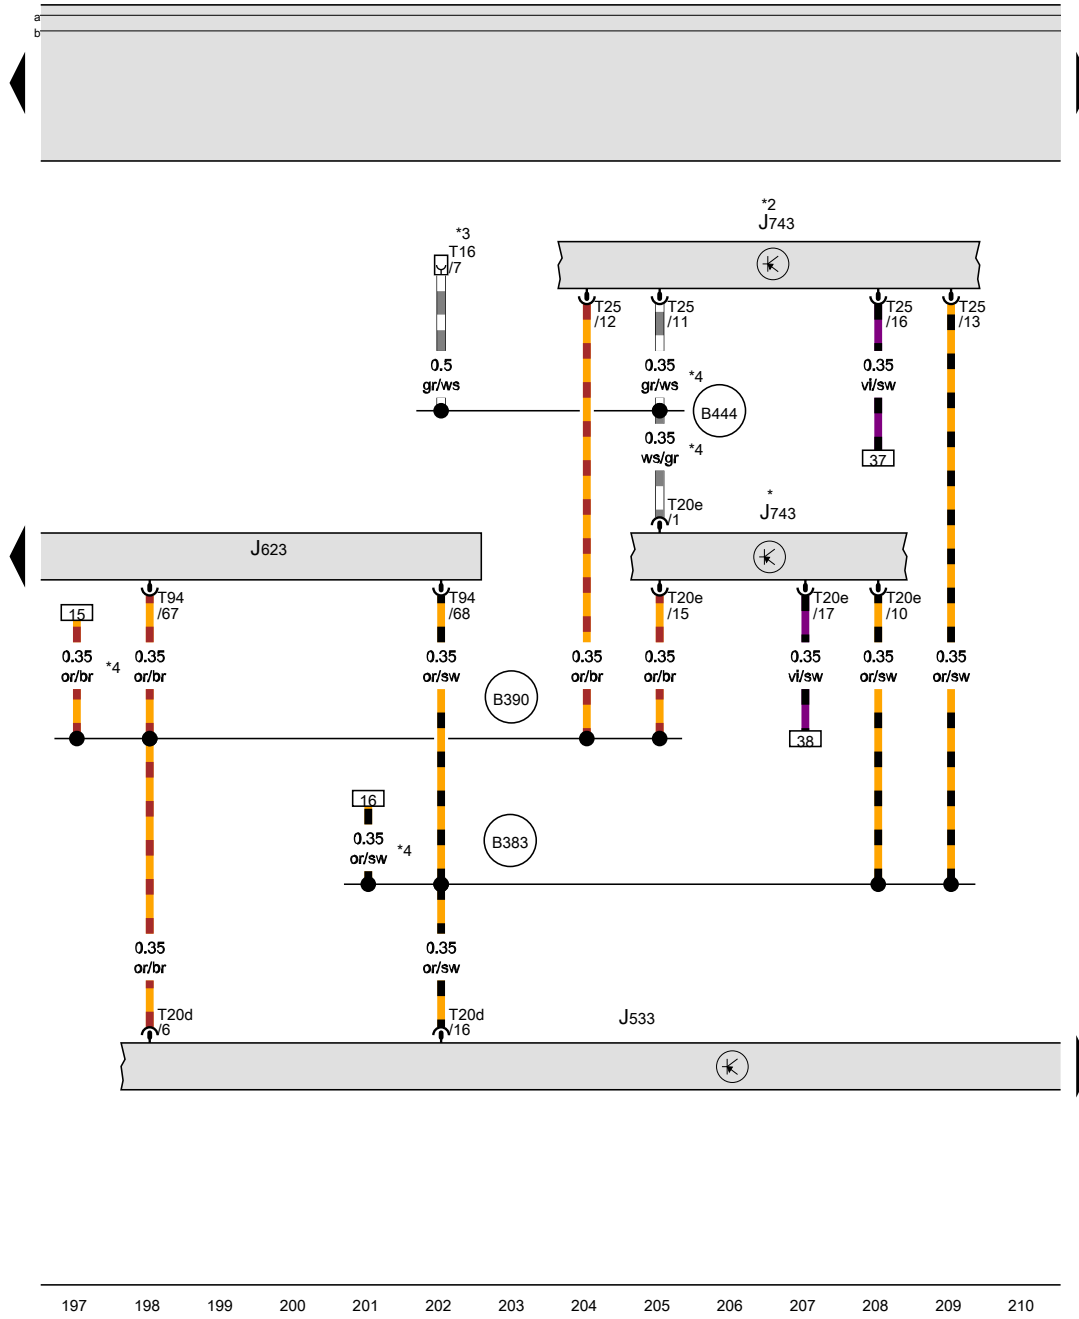 a
b
*2
J743
*3
T16
/7
T25
/12
T25
/11
T25
/16
T25
/13
0.5
gr/ws
0.35
gr/ws
*4
0.35
vi/sw
B444
0.35
ws/gr
*4
37
T20e
/1
*
J743
J623
T94
/67
T94
/68
T20e
/15
T20e
/17
T20e
/10
15
0.35
or/br
*4
0.35
or/br
0.35
or/sw
0.35
or/br
0.35
or/br
0.35
vi/sw
0.35
or/sw
0.35
or/sw
B390
38
16
0.35
or/sw
*4
B383
0.35
or/br
0.35
or/sw
T20d
/6
T20d
/16
J533
197 198 199 200 201 202 203 204 205 206 207 208 209 210